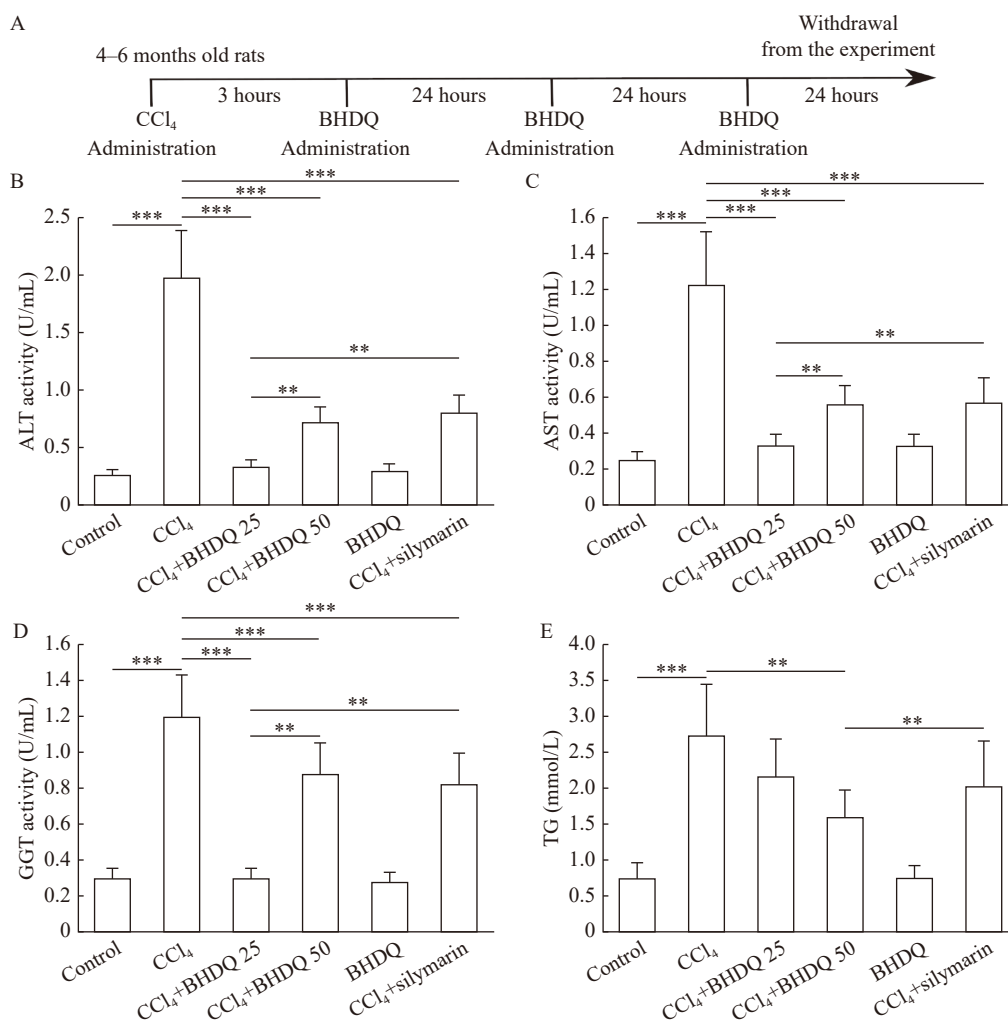 A
Withdrawal
from the experiment
4–6 months old rats
3 hours
24 hours
24 hours
24 hours
CCl4
Administration
BHDQ
Administration
BHDQ
Administration
BHDQ
Administration
B
***
***
***
***
**
**
2.5
2.0
1.5
1.0
0.5
0
ALT activity (U/mL)
Control
CCl4
CCl4+BHDQ 25
CCl4+BHDQ 50
BHDQ
CCl4+silymarin
C
***
***
***
***
**
**
1.6
1.4
1.2
1.0
0.8
0.6
0.4
0.2
0
AST activity (U/mL)
Control
CCl4
CCl4+BHDQ 25
CCl4+BHDQ 50
BHDQ
CCl4+silymarin
D
***
***
***
***
**
**
1.6
1.4
1.2
1.0
0.8
0.6
0.4
0.2
0
GGT activity (U/mL)
Control
CCl4
CCl4+BHDQ 25
CCl4+BHDQ 50
BHDQ
CCl4+silymarin
E
***
**
**
4.0
3.5
3.0
2.5
2.0
1.5
1.0
0.5
0
TG (mmol/L)
Control
CCl4
CCl4+BHDQ 25
CCl4+BHDQ 50
BHDQ
CCl4+silymarin